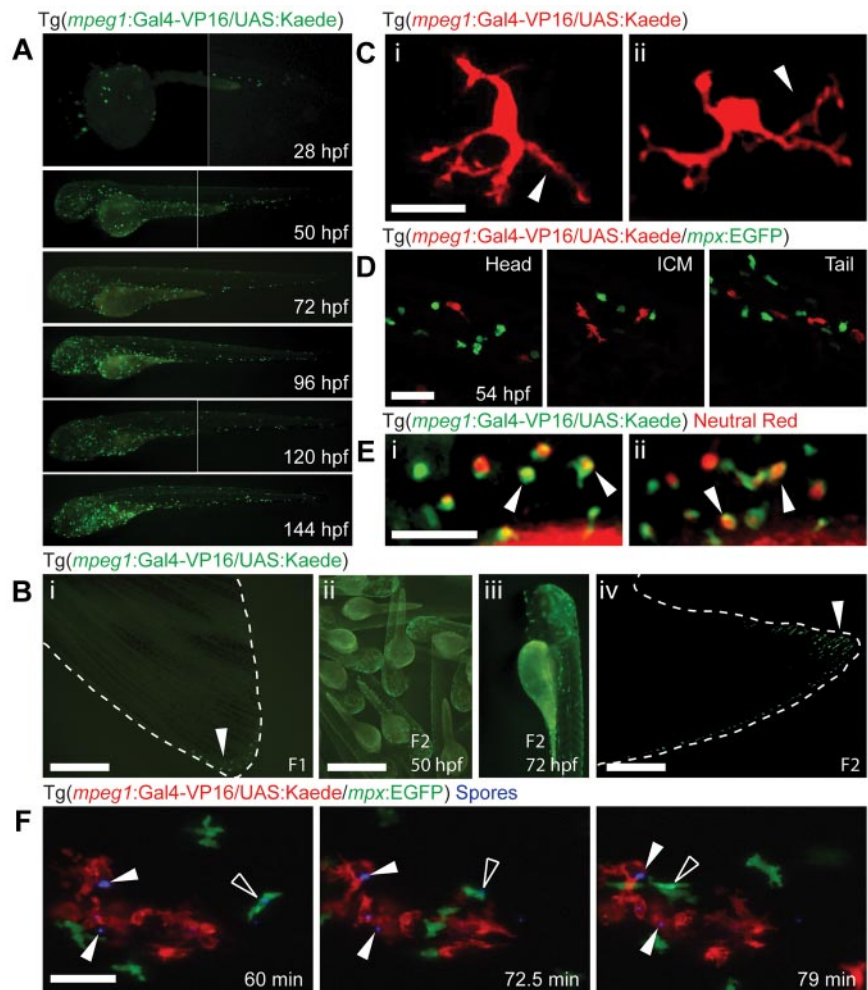 Tg(mpeg1:Gal4-VP16/UAS:Kaede)
A
28 hpf
50 hpf
72 hpf
96 hpf
120 hpf
144 hpf
Tg(mpeg1:Gal4-VP16/UAS:Kaede)
B
i
F1
ii
F2
50 hpf
iii
F2
72 hpf
iv
F2
Tg(mpeg1:Gal4-VP16/UAS:Kaede)
C
i
ii
Tg(mpeg1:Gal4-VP16/UAS:Kaede/mpx:EGFP)
D
Head
54 hpf
ICM
Tail
Tg(mpeg1:Gal4-VP16/UAS:Kaede) Neutral Red
E
i
ii
Tg(mpeg1:Gal4-VP16/UAS:Kaede/mpx:EGFP) Spores
F
60 min
72.5 min
79 min